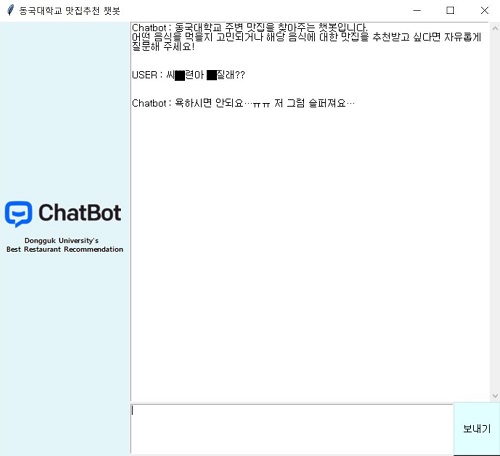 동국대학교 맛집추천 챗봇
Chatbot : 동국대학교 주변 맛집을 찾아주는 챗봇입니다.
어떤 음식을 먹을지 고민되거나 해당 음식에 대한 맛집을 추천받고 싶다면 자유롭게
질문해 주세요!
USER : 씨██련아 ██질래??
Chatbot : 욕하시면 안되요…ㅠㅠ 저 그럼 슬퍼져요…
ChatBot
Dongguk University's
Best Restaurant Recommendation
보내기